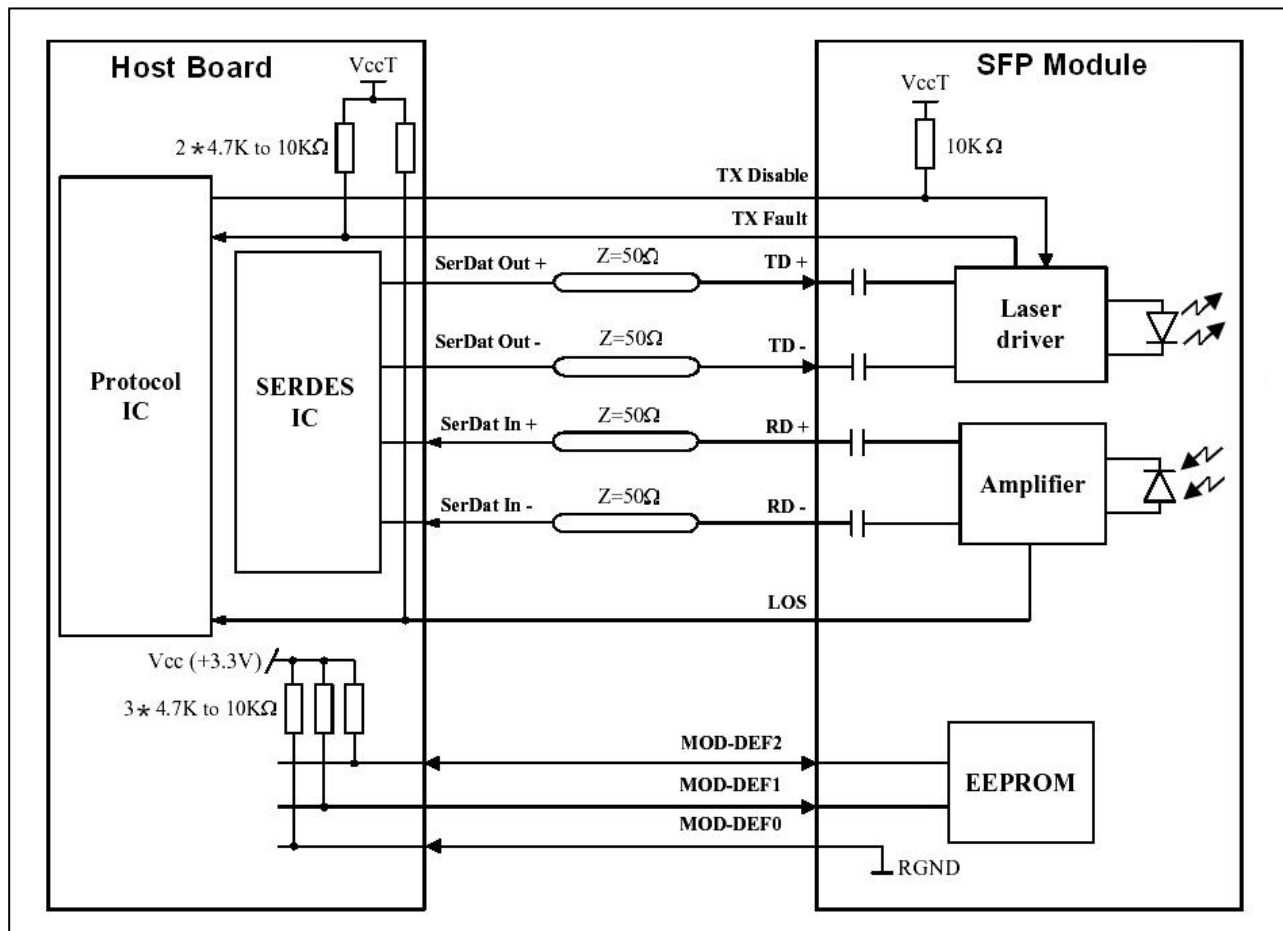 Host Board
SFP Module
VccT
VccT
2*4.7K to 10KΩ
10KΩ
TX Disable
TX Fault
SerDat Out +
Z=50Ω
TD +
Laser
driver
SerDat Out -
Z=50Ω
TD -
Protocol
IC
SERDES
IC
SerDat In +
Z=50Ω
RD +
Amplifier
SerDat In -
Z=50Ω
RD -
LOS
Vcc (+3.3V)
3*4.7K to 10KΩ
MOD-DEF2
MOD-DEF1
EEPROM
MOD-DEF0
RGND